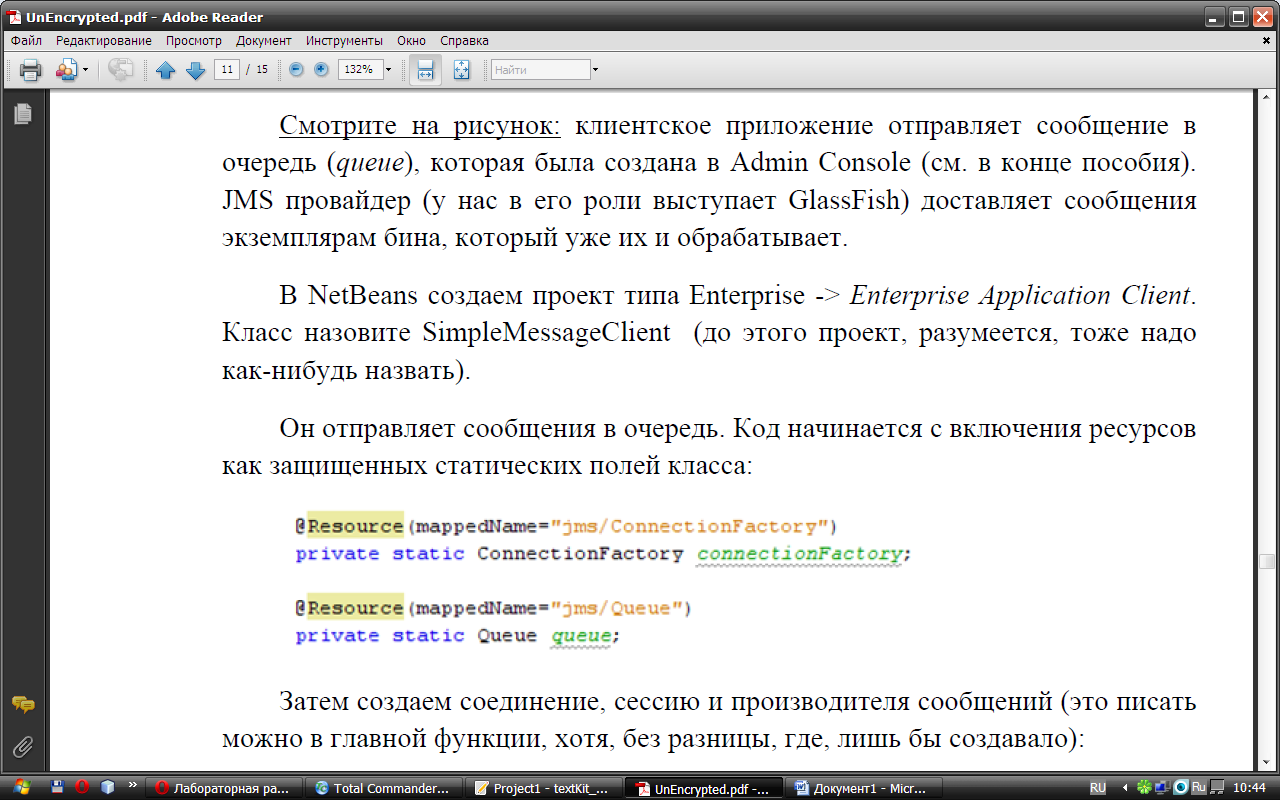 UnEncrypted.pdf - Adobe Reader
Файл Редактирование Просмотр Документ Инструменты Окно Справка
11 / 15 132% Найти
Смотрите на рисунок: клиентское приложение отправляет сообщение в
очередь (queue), которая была создана в Admin Console (см. в конце пособия).
JMS провайдер (у нас в его роли выступает GlassFish) доставляет сообщения
экземплярам бина, который уже их и обрабатывает.
В NetBeans создаем проект типа Enterprise -> Enterprise Application Client.
Класс назовите SimpleMessageClient (до этого проект, разумеется, тоже надо
как-нибудь назвать).
Он отправляет сообщения в очередь. Код начинается с включения ресурсов
как защищенных статических полей класса:
@Resource(mappedName="jms/ConnectionFactory")
private static ConnectionFactory connectionFactory;
@Resource(mappedName="jms/Queue")
private static Queue queue;
Затем создаем соединение, сессию и производителя сообщений (это писать
можно в главной функции, хотя, без разницы, где, лишь бы создавало):
Лабораторная ра... Total Commander... Project1 - textKit_... UnEncrypted.pdf -... Документ1 - Micr... RU Ru 10:44